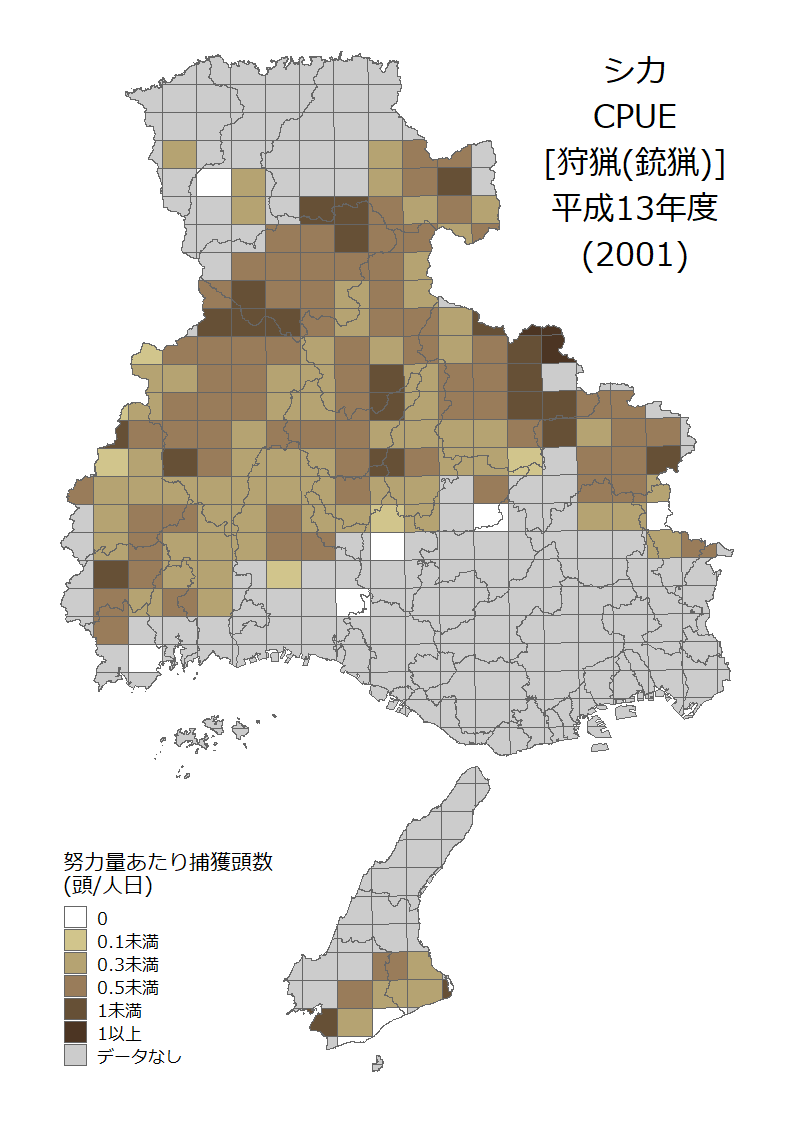 シカ
CPUE
[狩猟(銃猟)]
平成13年度
(2001)
努力量あたり捕獲頭数
(頭/人日)
0
0.1未満
0.3未満
0.5未満
1未満
1以上
データなし